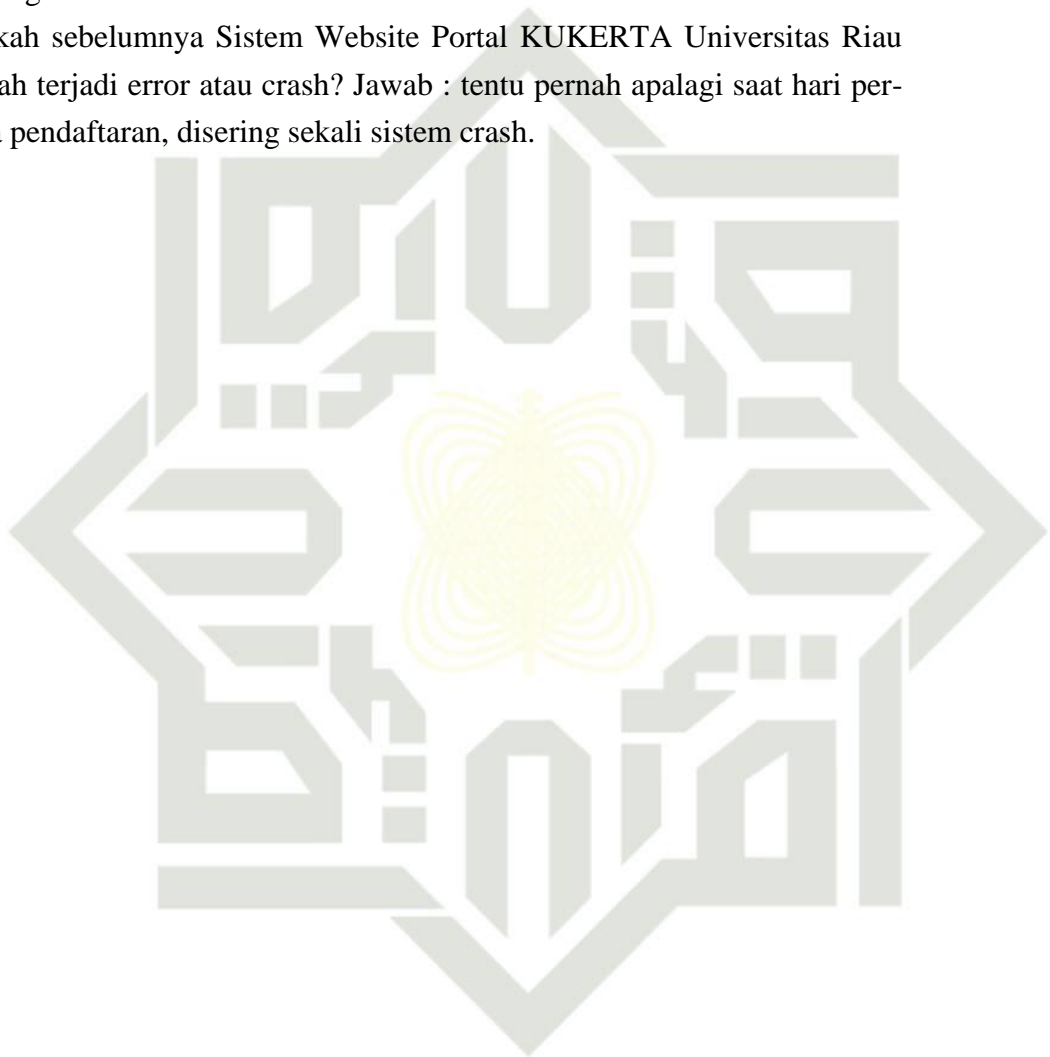 kah sebelumnya Sistem Website Portal KUKERTA Universitas Riau
ah terjadi error atau crash? Jawab : tentu pernah apalagi saat hari per-
a pendaftaran, disering sekali sistem crash.